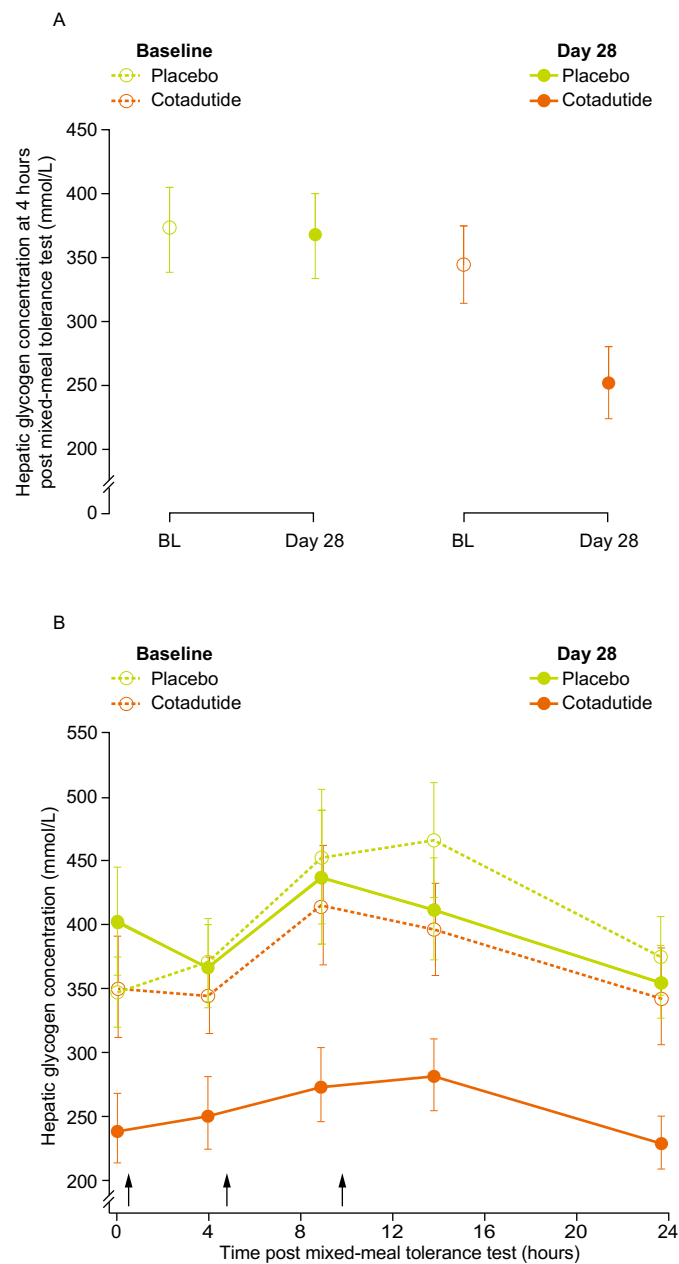 A
Baseline
Day 28
Placebo
Placebo
Cotadutide
Cotadutide
Hepatic glycogen concentration at 4 hours
post mixed-meal tolerance test (mmol/L)
450
400
350
300
250
200
0
BL
Day 28
BL
Day 28
B
Baseline
Day 28
Placebo
Placebo
Cotadutide
Cotadutide
Hepatic glycogen concentration (mmol/L)
550
500
450
400
350
300
250
200
0
4
8
12
16
20
24
Time post mixed-meal tolerance test (hours)